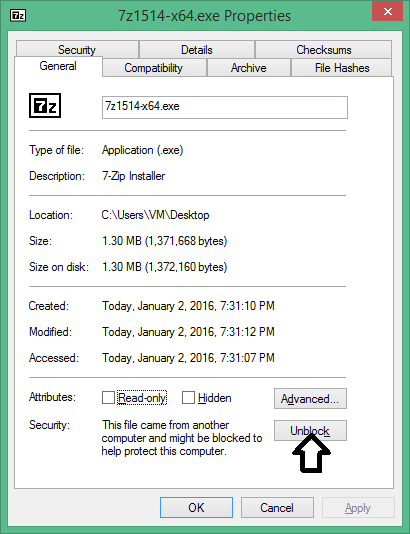 7z1514-x64.exe Properties
Security Details Checksums
General Compatibility Archive File Hashes
7z
7z1514-x64.exe
Type of file: Application (.exe)
Description: 7-Zip Installer
Location: C:\Users\VM\Desktop
Size: 1.30 MB (1,371,668 bytes)
Size on disk: 1.30 MB (1,372,160 bytes)
Created: Today, January 2, 2016, 7:31:10 PM
Modified: Today, January 2, 2016, 7:31:12 PM
Accessed: Today, January 2, 2016, 7:31:07 PM
Attributes: Read-only Hidden Advanced...
Security: This file came from another
computer and might be blocked to
help protect this computer.
Unblock
OK Cancel Apply